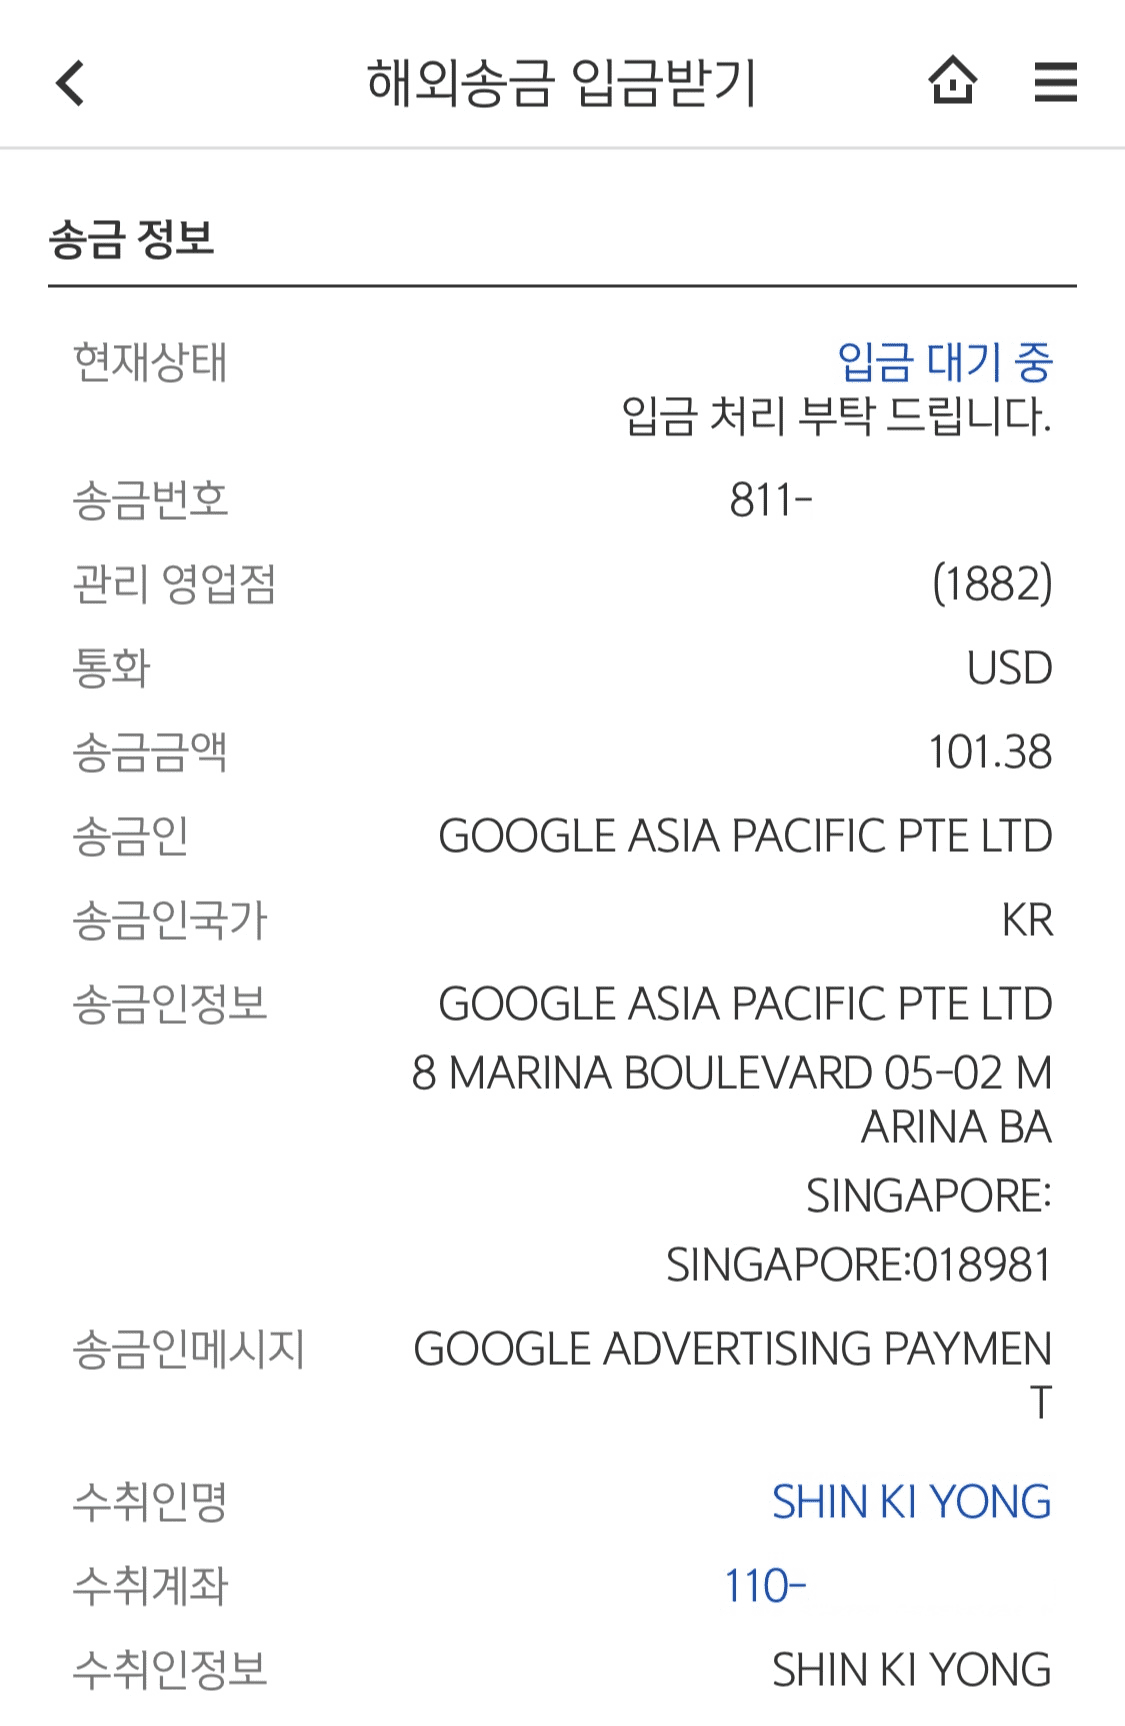 해외송금 입금받기
송금 정보
현재상태 입금 대기 중
입금 처리 부탁 드립니다.
송금번호 811-
관리 영업점 (1882)
통화 USD
송금금액 101.38
송금인 GOOGLE ASIA PACIFIC PTE LTD
송금인국가 KR
송금인정보 GOOGLE ASIA PACIFIC PTE LTD
8 MARINA BOULEVARD 05-02 M
ARINA BA
SINGAPORE:
SINGAPORE:018981
송금인메시지 GOOGLE ADVERTISING PAYMEN
T
수취인명 SHIN KI YONG
수취계좌 110-
수취인정보 SHIN KI YONG